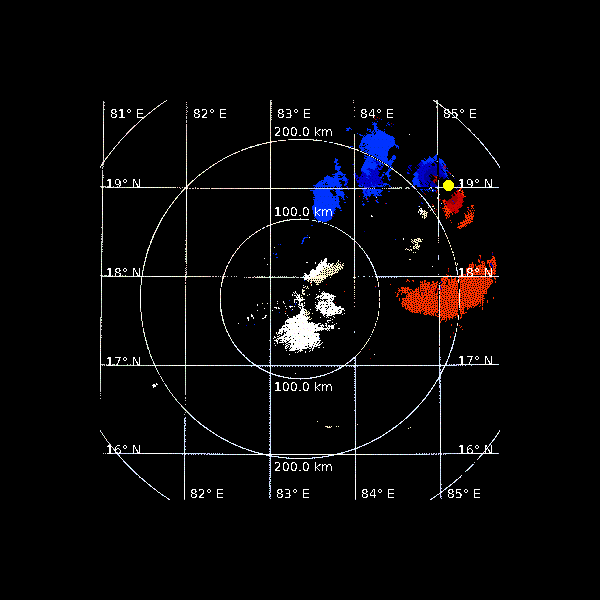 81° E 82° E 83° E 84° E 85° E
200.0 km
19° N 19° N
100.0 km
18° N 18° N
17° N 17° N
100.0 km
16° N 16° N
200.0 km
82° E 83° E 84° E 85° E